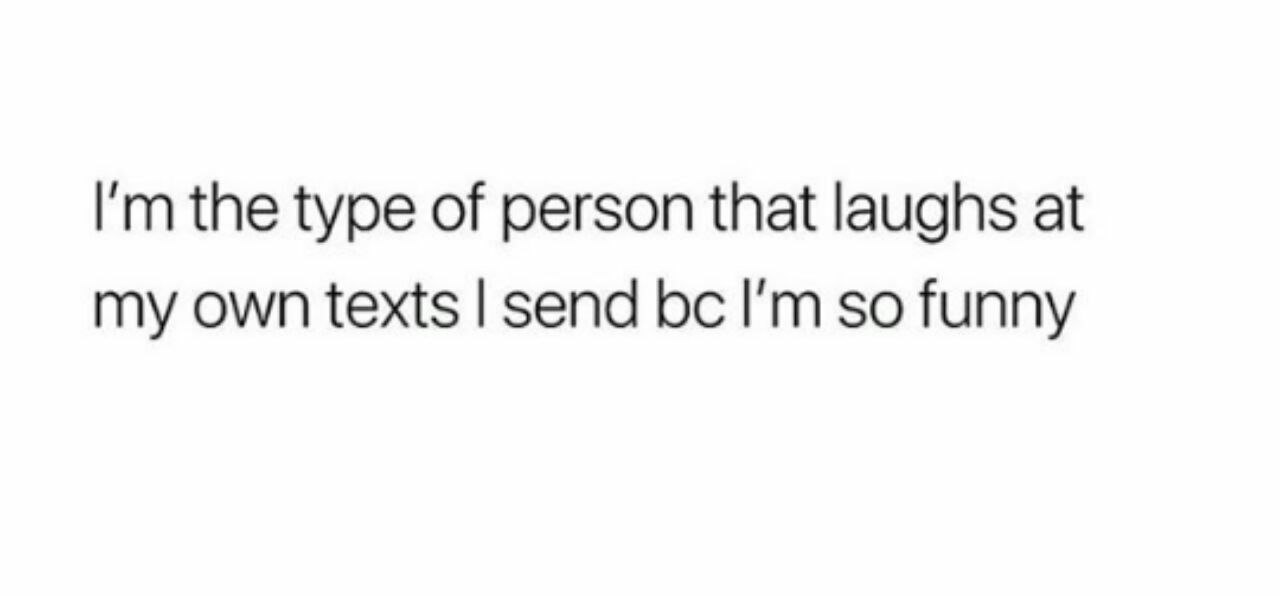 I'm the type of person that laughs at
my own texts I send bc I'm so funny